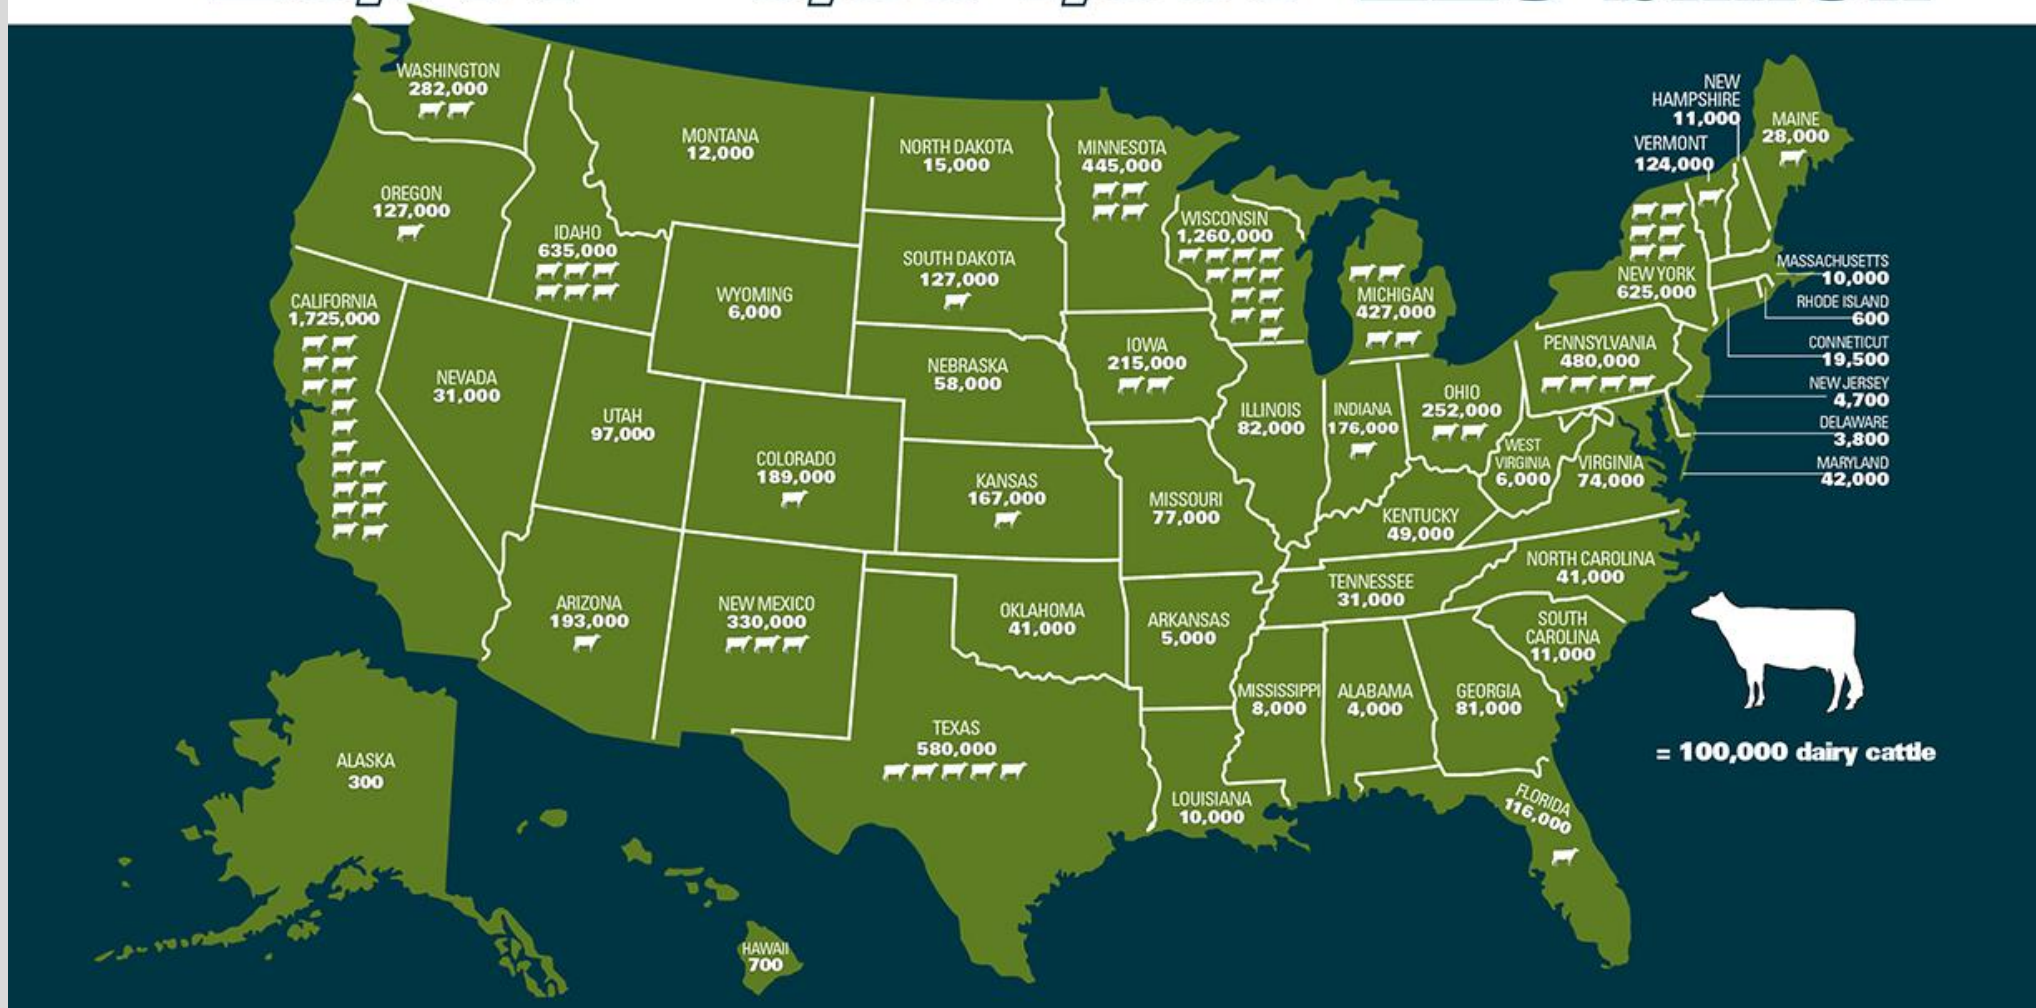 WASHINGTON
282,000
MONTANA
12,000
NORTH DAKOTA
15,000
MINNESOTA
445,000
NEW
HAMPSHIRE
11,000
MAINE
28,000
VERMONT
124,000
OREGON
127,000
IDAHO
635,000
WISCONSIN
1,260,000
SOUTH DAKOTA
127,000
WYOMING
6,000
MICHIGAN
427,000
NEW YORK
625,000
MASSACHUSETTS
10,000
RHODE ISLAND
600
CONNETICUT
19,500
NEW JERSEY
4,700
DELAWARE
3,800
MARYLAND
42,000
CALIFORNIA
1,725,000
NEVADA
31,000
UTAH
97,000
NEBRASKA
58,000
IOWA
215,000
PENNSYLVANIA
480,000
ILLINOIS
82,000
INDIANA
176,000
OHIO
252,000
COLORADO
189,000
KANSAS
167,000
MISSOURI
77,000
WEST
VIRGINIA
6,000
VIRGINIA
74,000
KENTUCKY
49,000
NORTH CAROLINA
41,000
TENNESSEE
31,000
ARIZONA
193,000
NEW MEXICO
330,000
OKLAHOMA
41,000
ARKANSAS
5,000
SOUTH
CAROLINA
11,000
MISSISSIPPI
8,000
ALABAMA
4,000
GEORGIA
81,000
TEXAS
580,000
LOUISIANA
10,000
FLORIDA
116,000
= 100,000 dairy cattle
ALASKA
300
HAWAII
700